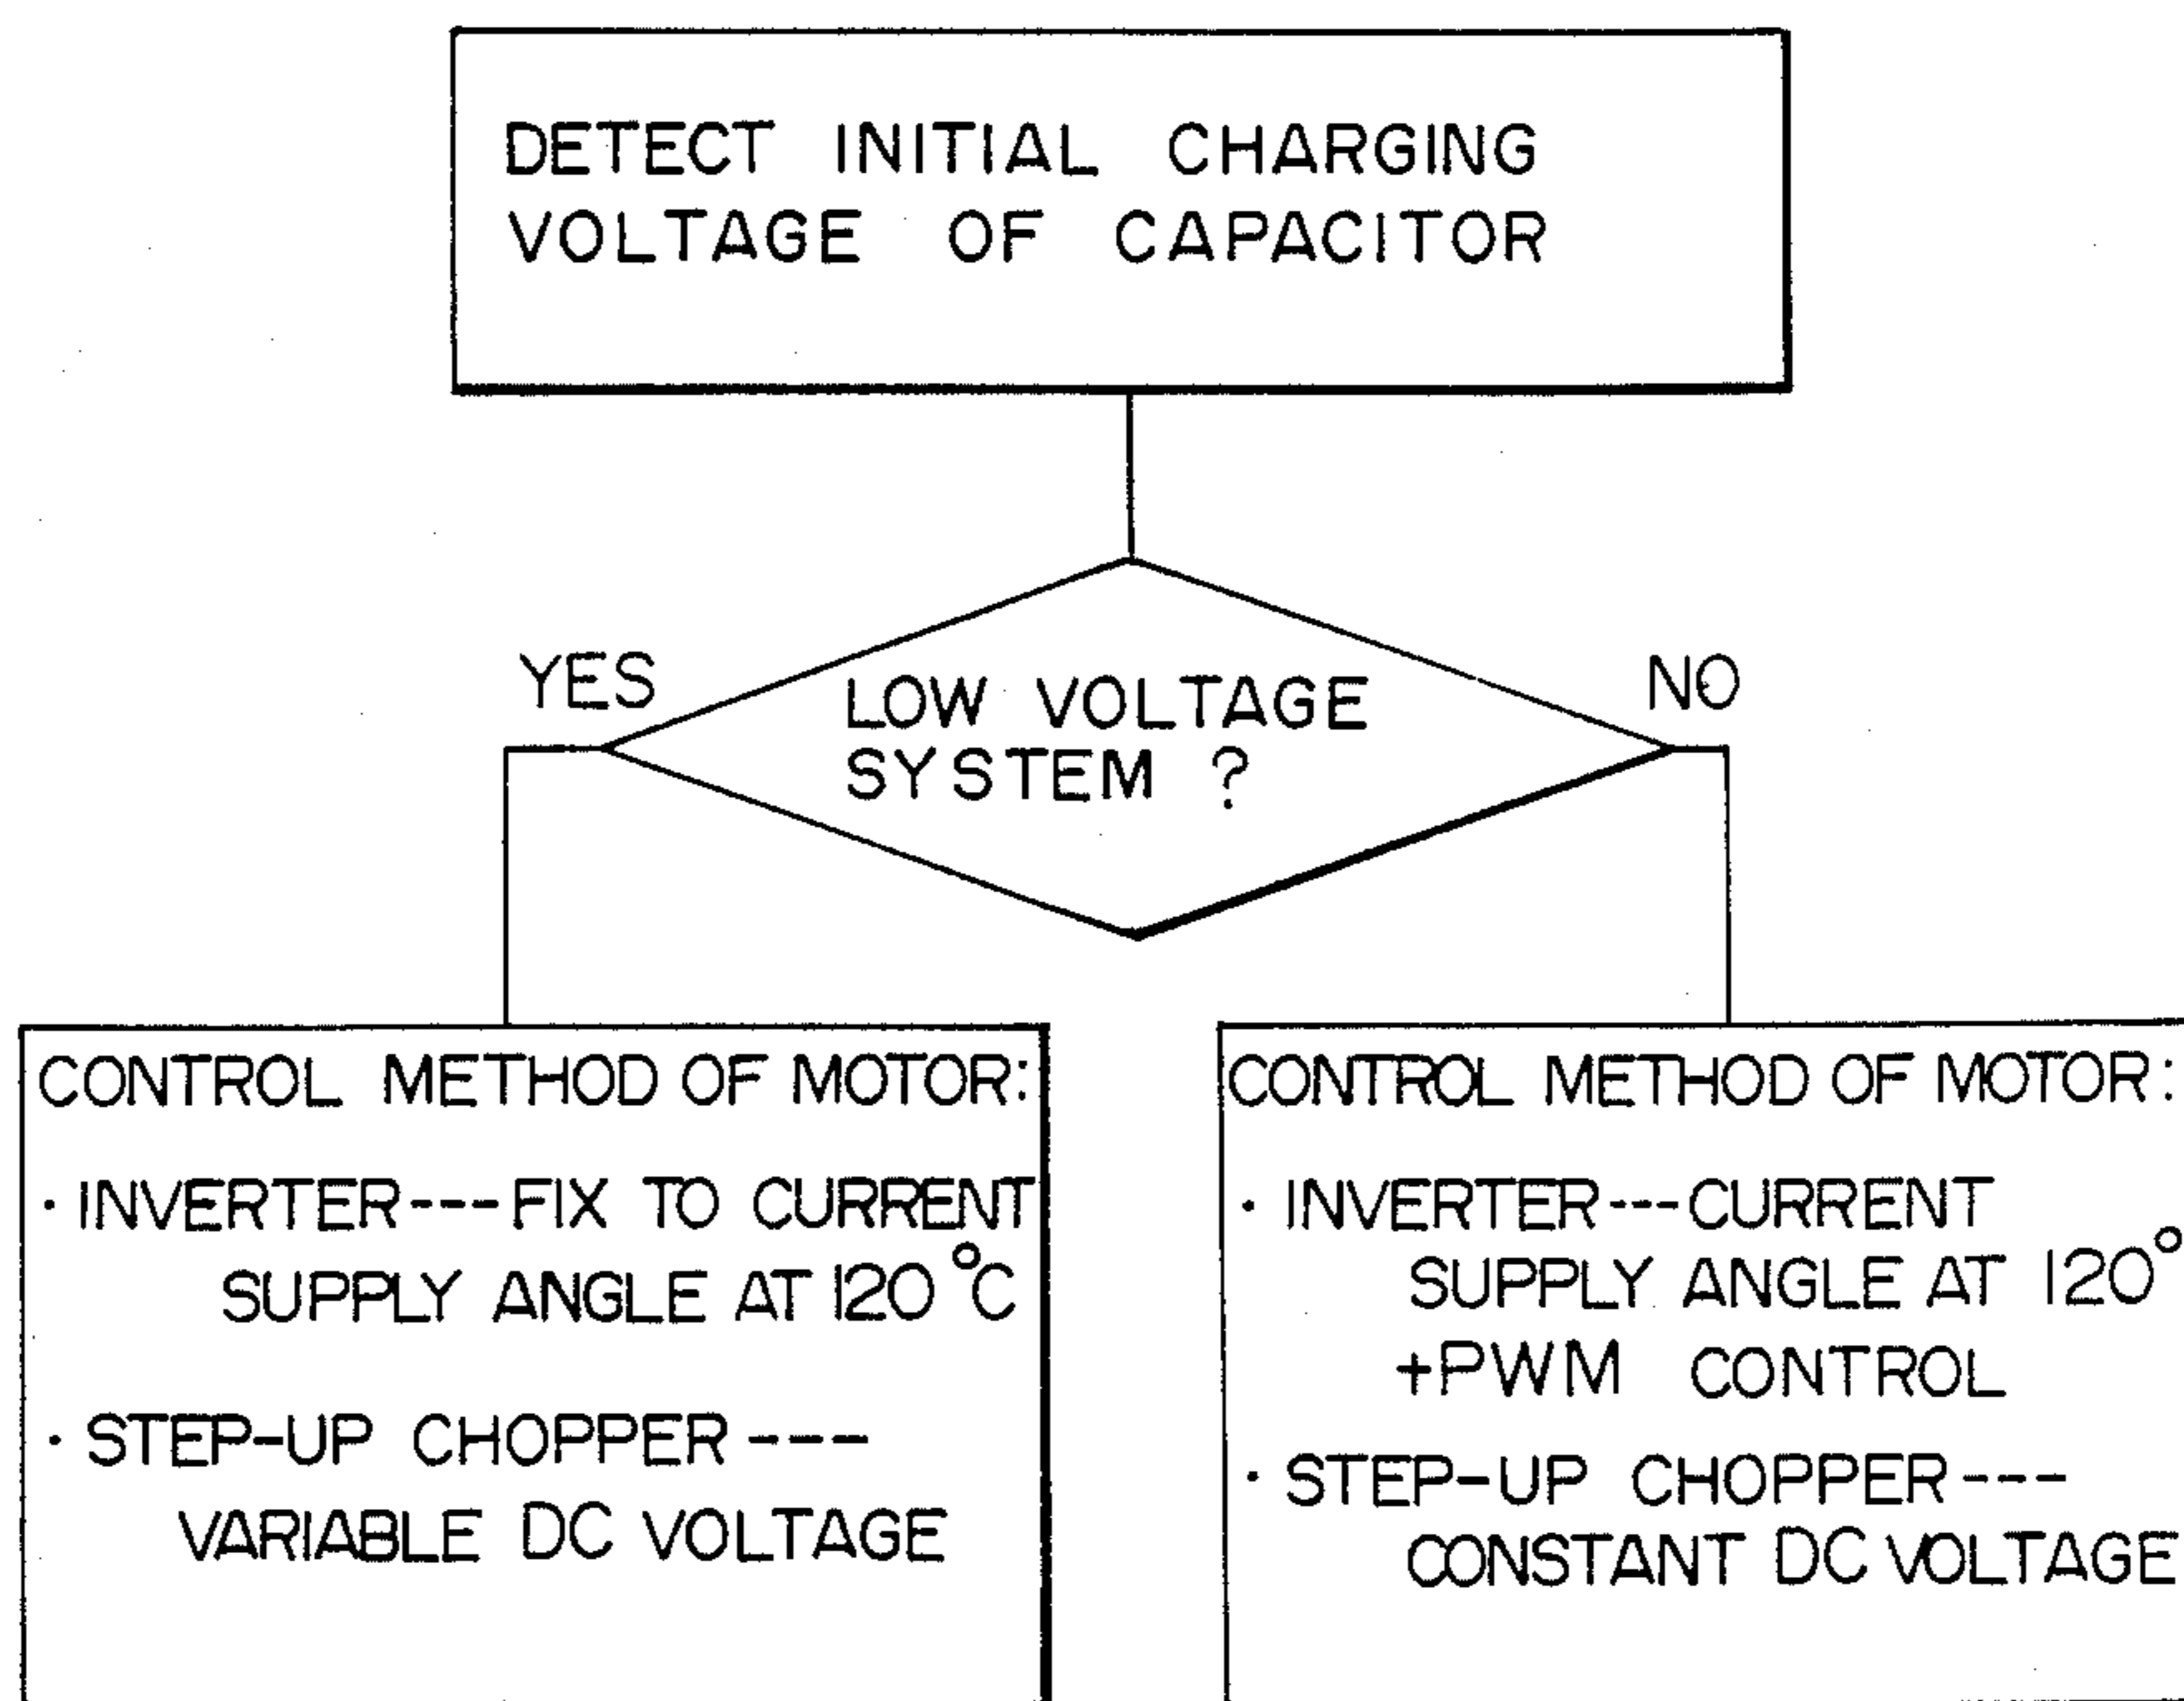 DETECT INITIAL CHARGING
VOLTAGE OF CAPACITOR
YES
LOW VOLTAGE
SYSTEM ?
NO
CONTROL METHOD OF MOTOR:
· INVERTER---FIX TO CURRENT
SUPPLY ANGLE AT 120°C
· STEP-UP CHOPPER---
VARIABLE DC VOLTAGE
CONTROL METHOD OF MOTOR:
· INVERTER---CURRENT
SUPPLY ANGLE AT 120°
+PWM CONTROL
· STEP-UP CHOPPER---
CONSTANT DC VOLTAGE